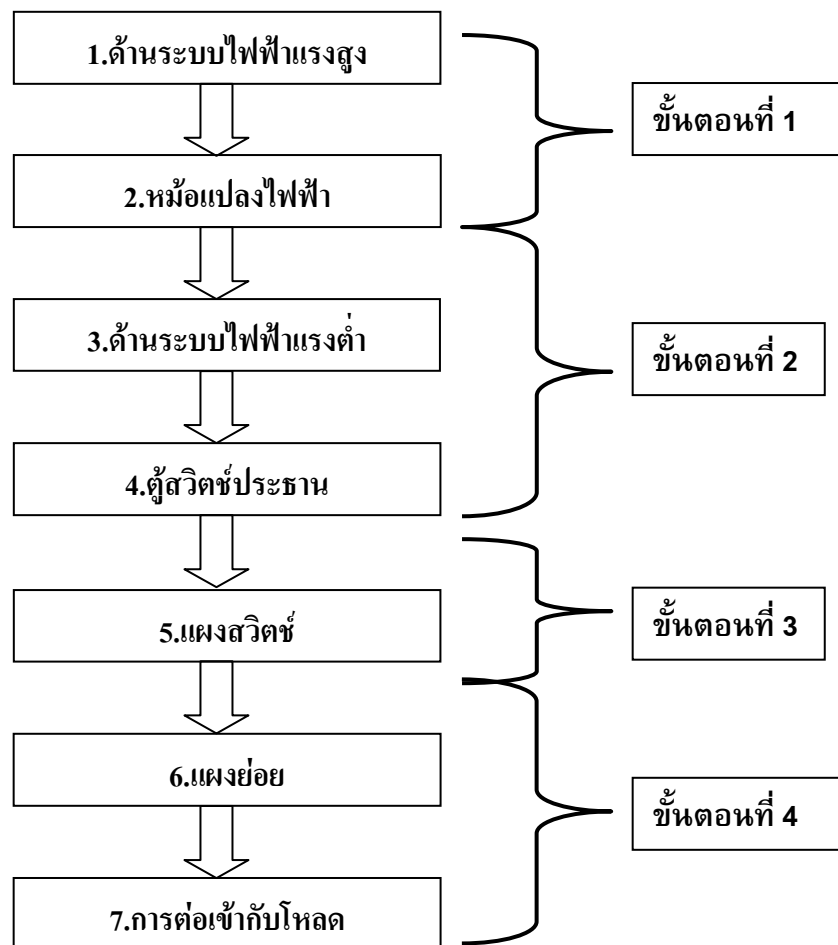 1.ด้านระบบไฟฟ้าแรงสูง
ขั้นตอนที่ 1
2.หม้อแปลงไฟฟ้า
3.ด้านระบบไฟฟ้าแรงต่ำ
ขั้นตอนที่ 2
4.ตู้สวิตช์ประธาน
5.แผงสวิตช์
ขั้นตอนที่ 3
6.แผงย่อย
ขั้นตอนที่ 4
7.การต่อเข้ากับโหลด